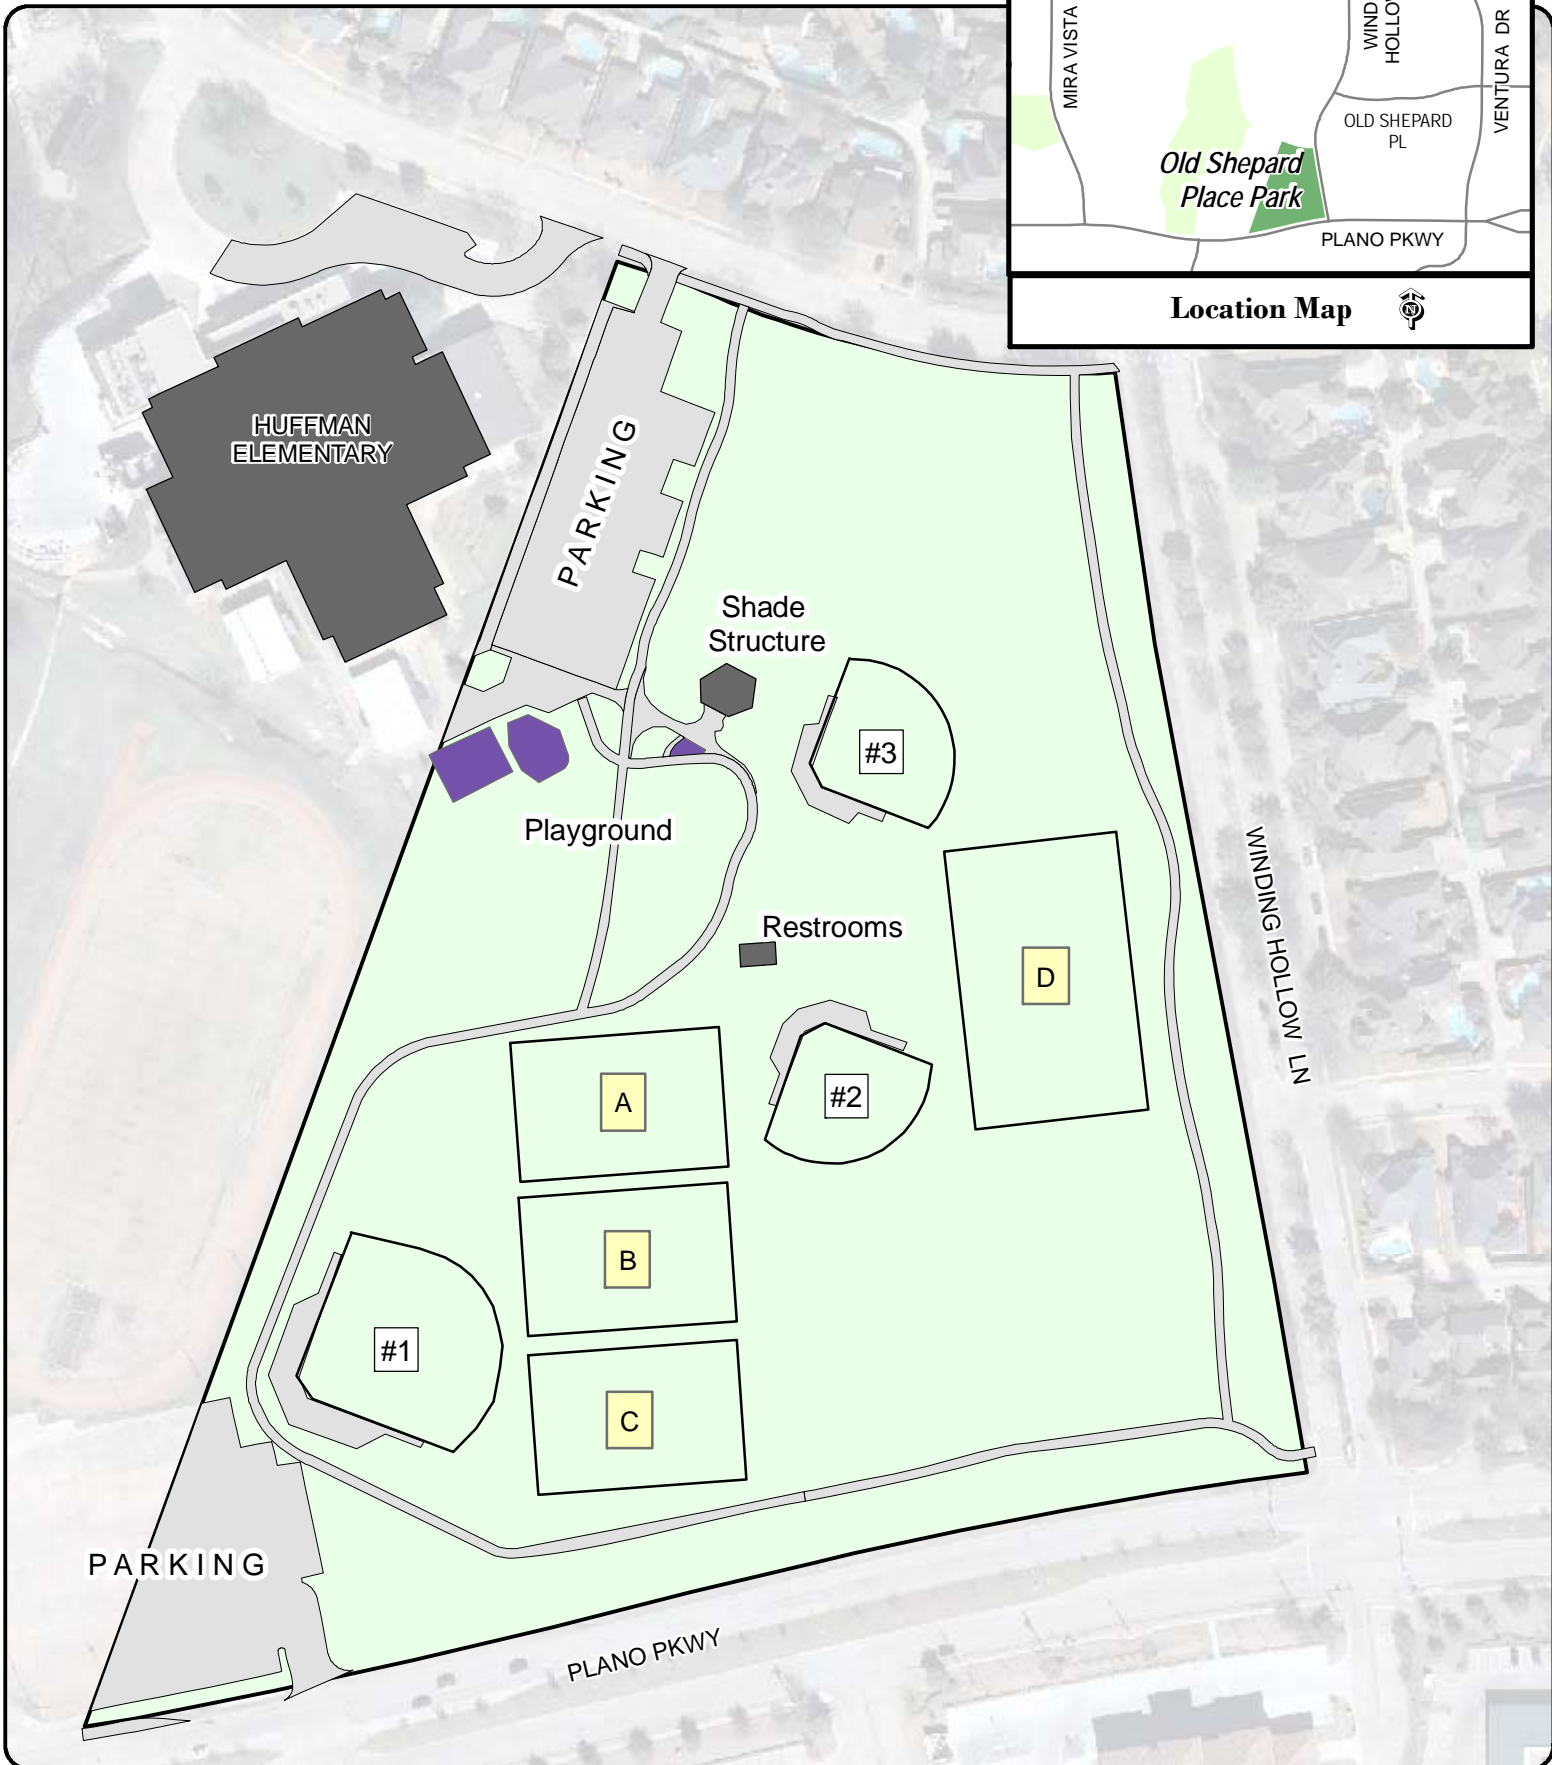 MIRA VISTA
WIND
HOLLOV
VENTURA DR
OLD SHEPARD
PL
Old Shepard
Place Park
PLANO PKWY
Location Map
N
HUFFMAN
ELEMENTARY
PARKING
Shade
Structure
#3
Playground
WINDING HOLLOW LN
Restrooms
D
A
#2
B
#1
C
PARKING
PLANO PKWY